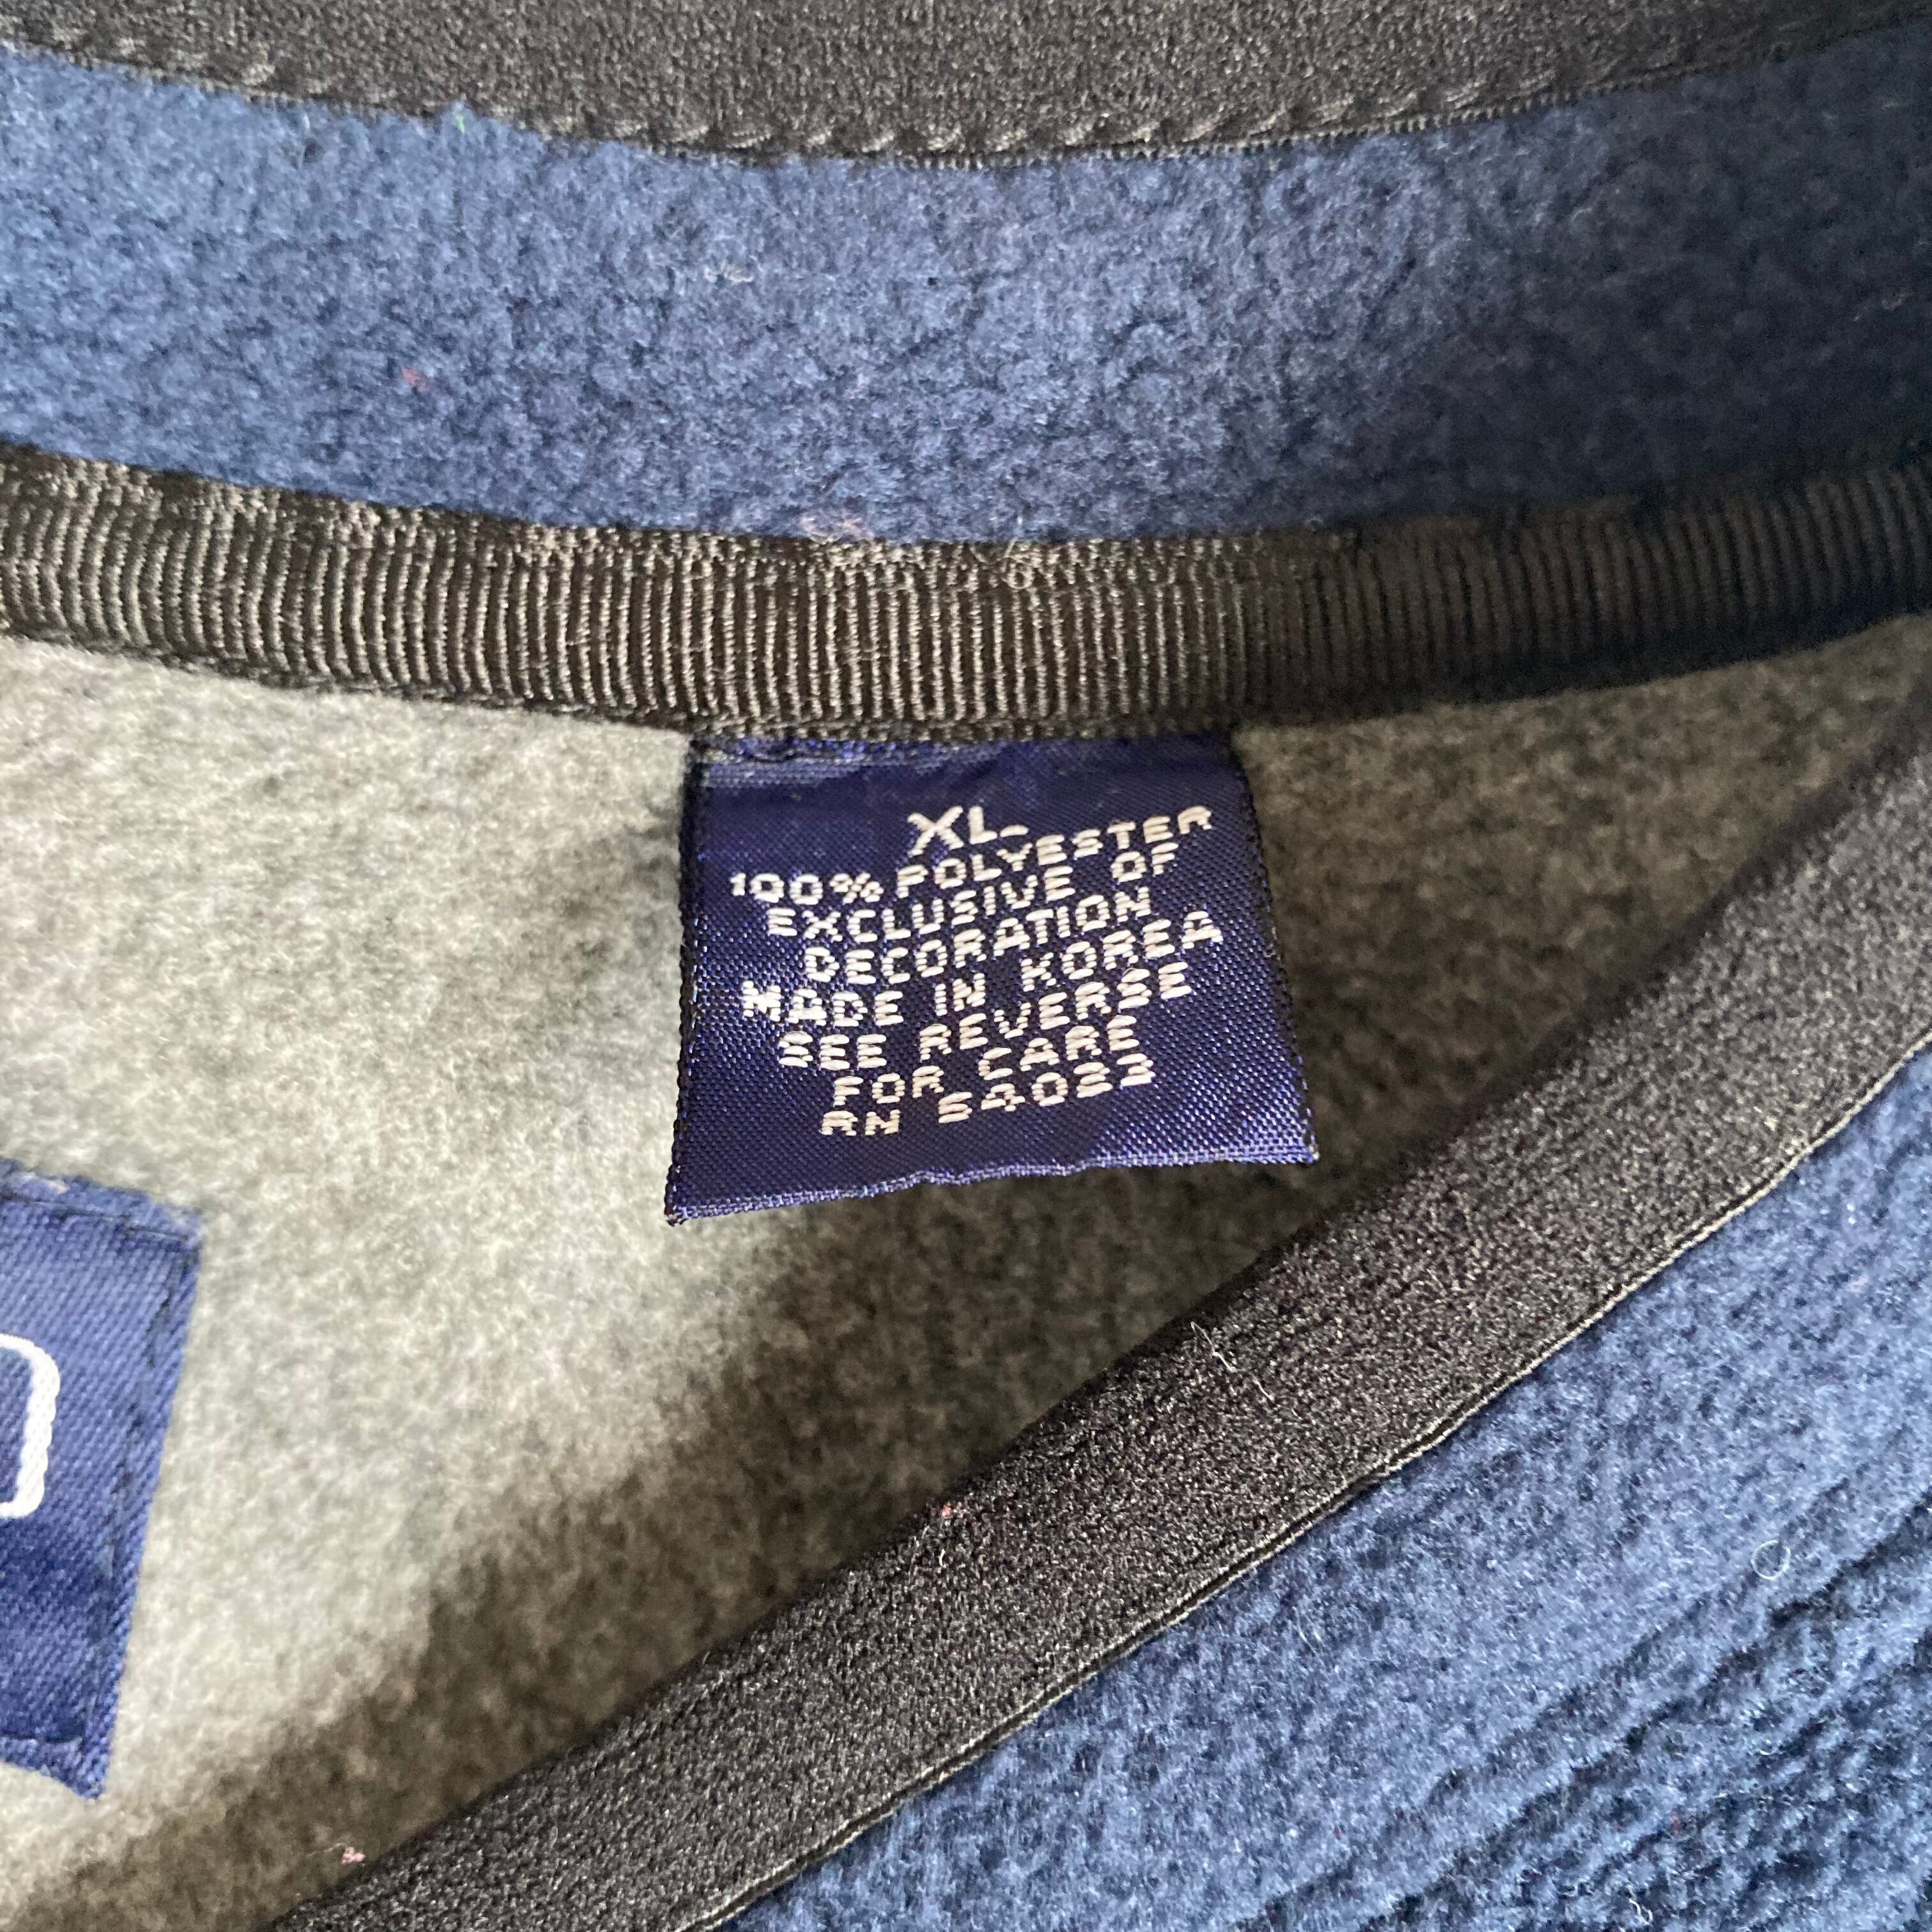 XL
100% POLYESTER
EXCLUSIVE OF
DECORATION
MADE IN KOREA
SEE REVERSE
FOR CARE
RN 54023